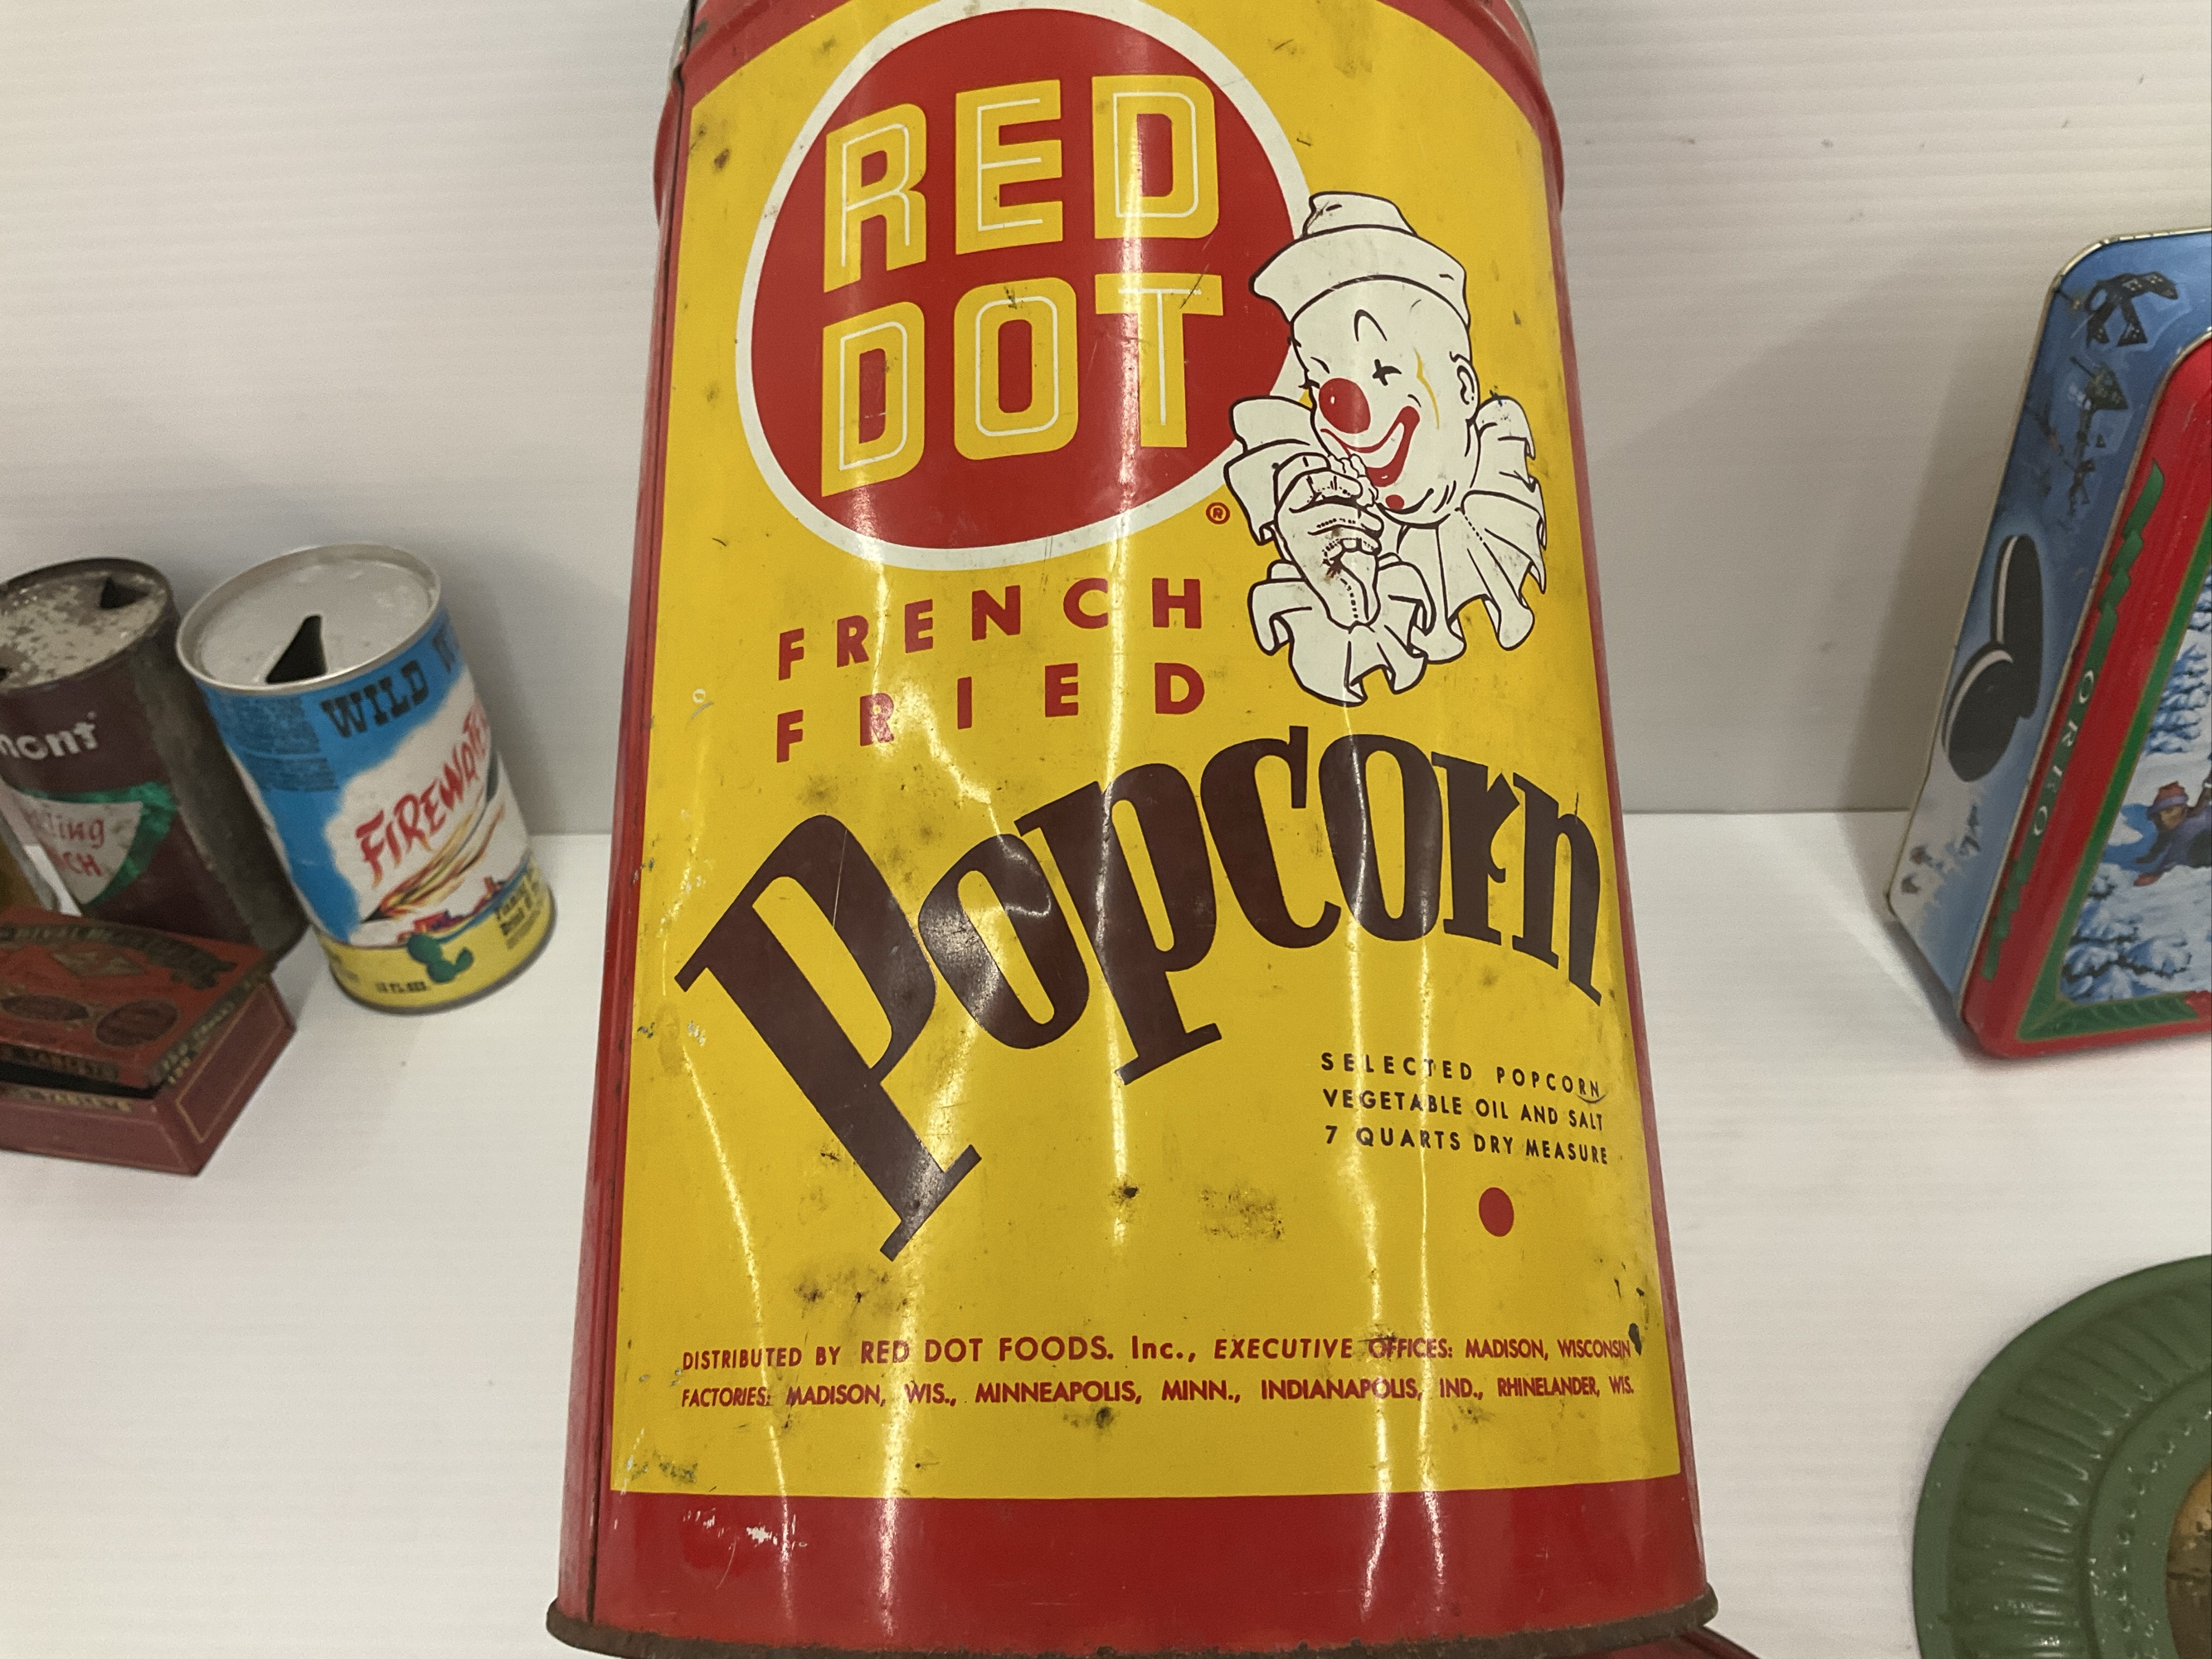 RED
DOT
®
FRENCH
FRIED
Popcorn
SELECTED POPCORN
VEGETABLE OIL AND SALT
7 QUARTS DRY MEASURE
DISTRIBUTED BY RED DOT FOODS. Inc., EXECUTIVE OFFICES: MADISON, WISCONSIN
FACTORIES: MADISON, WIS., MINNEAPOLIS, MINN., INDIANAPOLIS, IND., RHINELANDER, WIS.
WILD
OREO